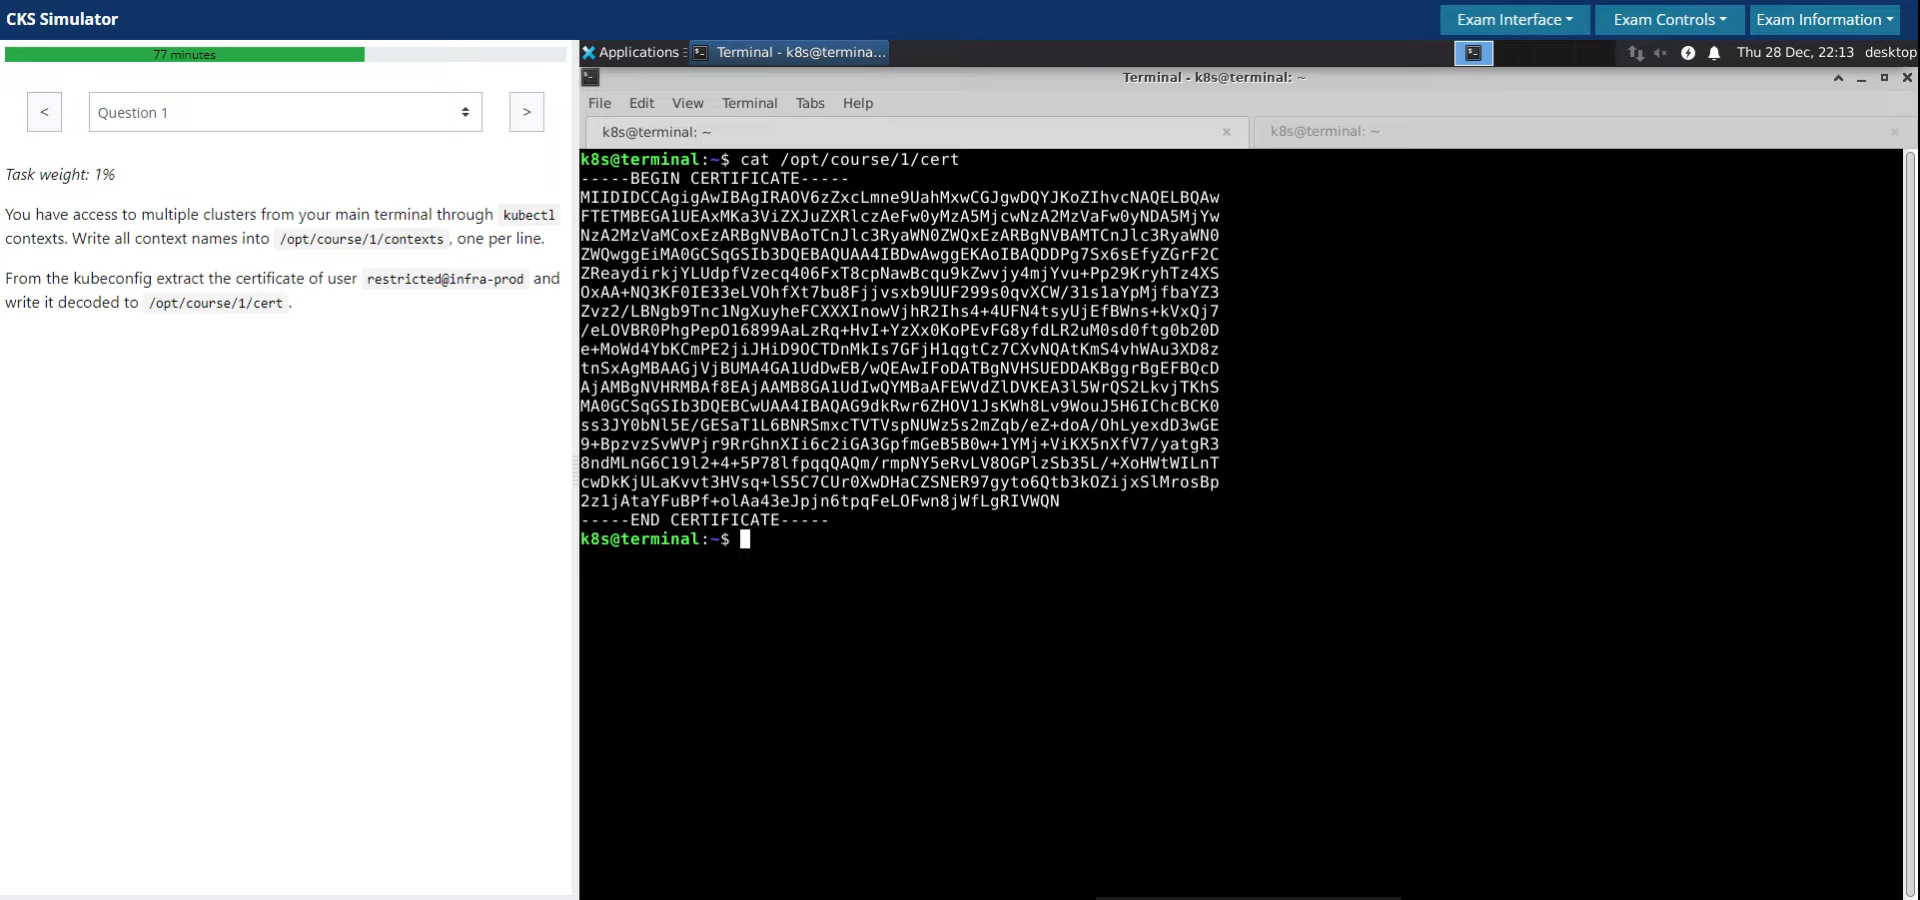 CKS Simulator
Exam Interface
Exam Controls
Exam Information
77 minutes
<
Question 1
>
Task weight: 1%
You have access to multiple clusters from your main terminal through kubectl
contexts. Write all context names into /opt/course/1/contexts , one per line.
From the kubeconfig extract the certificate of user restricted@infra-prod and
write it decoded to /opt/course/1/cert .
Applications
Terminal - k8s@termina...
Thu 28 Dec, 22:13
desktop
Terminal - k8s@terminal: ~
File Edit View Terminal Tabs Help
k8s@terminal: ~
k8s@terminal: ~
k8s@terminal:~$ cat /opt/course/1/cert
-----BEGIN CERTIFICATE-----
MIIDIDCCAgigAwIBAgIRAOV6zZxcLmne9UahMxwCGJgwDQYJKoZIhvcNAQELBQAw
FTETMBEGA1UEAxMKa3ViZXJuZXRlczAeFw0yMzA5MjcwNzA2MzVaFw0yNDA5MjYw
NzA2MzVaMCoxEzARBgNVBAoTCnJlc3RyaWN0ZWQxEzARBgNVBAMTCnJlc3RyaWN0
ZWQwggEiMA0GCSqGSIb3DQEBAQUAA4IBDwAwggEKAoIBAQDDPg7Sx6sEfyZGrF2C
ZReaydirkjYLUdpfVzecq406FxT8cpNawBcqu9kZwvjy4mjYvu+Pp29KryhTz4XS
OxAA+NQ3KF0IE33eLVOhfXt7bu8Fjjvsxb9UUF299s0qvXCW/31s1aYpMjfbaYZ3
Zvz2/LBNgb9Tnc1NgXuyheFCXXXInowVjhR2Ihs4+4UFN4tsyUjEfBWns+kVxQj7
/eLOVBR0PhgPepO16899AaLzRq+HvI+YzXx0KoPEvFG8yfdLR2uM0sd0ftg0b20D
e+MoWd4YbKCmPE2jiJHiD9OCTDnMkIs7GFjH1qgtCz7CXvNQAtKmS4vhWAu3XD8z
tnSxAgMBAAGjVjBUMA4GA1UdDwEB/wQEAwIFoDATBgNVHSUEDDAKBggrBgEFBQcD
AjAMBgNVHRMBAf8EAjAAMB8GA1UdIwQYMBaAFEWVdZlDVKEA3l5WrQS2LkvjTKhS
MA0GCSqGSIb3DQEBCwUAA4IBAQAG9dkRwr6ZHOV1JsKWh8Lv9WouJ5H6IChcBCK0
ss3JY0bNl5E/GESaT1L6BNRSmxcTVTVspNUWz5s2mZqb/eZ+doA/OhLyexdD3wGE
9+BpzvzSvWVPjr9RrGhnXIi6c2iGA3GpfmGeB5B0w+1YMj+ViKX5nXfV7/yatgR3
8ndMLnG6C19l2+4+5P78lfpqqQAQm/rmpNY5eRvLV8OGPlzSb35L/+XoHWtWILnT
cwDkKjULaKvvt3HVsq+lS5C7CUr0XwDHaCZSNER97gyto6Qtb3kOZijxSlMrosBp
2z1jAtaYFuBPf+olAa43eJpjn6tpqFeLOFwn8jWfLgRIVWQN
-----END CERTIFICATE-----
k8s@terminal:~$